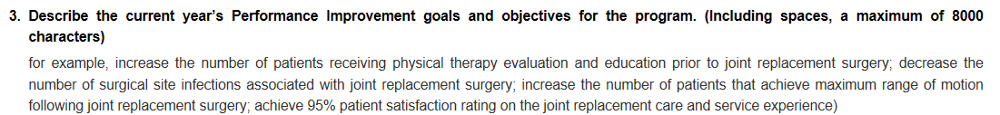 3. Describe the current year's Performance Improvement goals and objectives for the program. (Including spaces, a maximum of 8000
characters)
for example, increase the number of patients receiving physical therapy evaluation and education prior to joint replacement surgery; decrease the
number of surgical site infections associated with joint replacement surgery; increase the number of patients that achieve maximum range of motion
following joint replacement surgery; achieve 95% patient satisfaction rating on the joint replacement care and service experience)